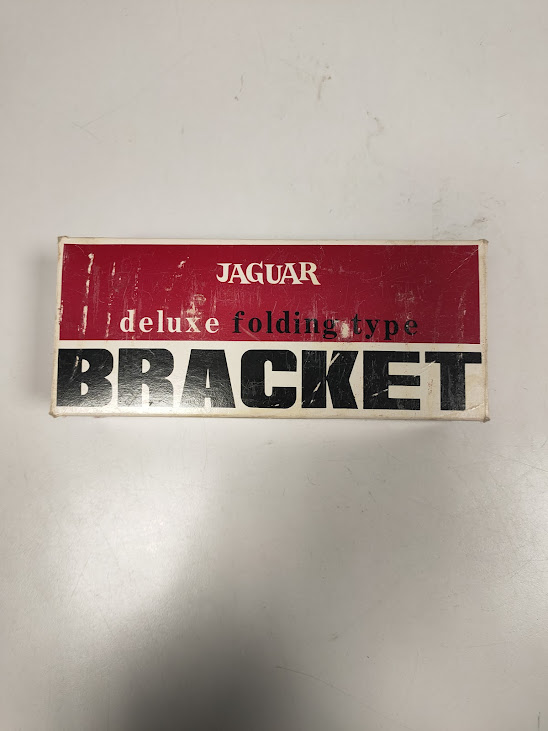 JAGUAR
deluxe folding type
BRACKET